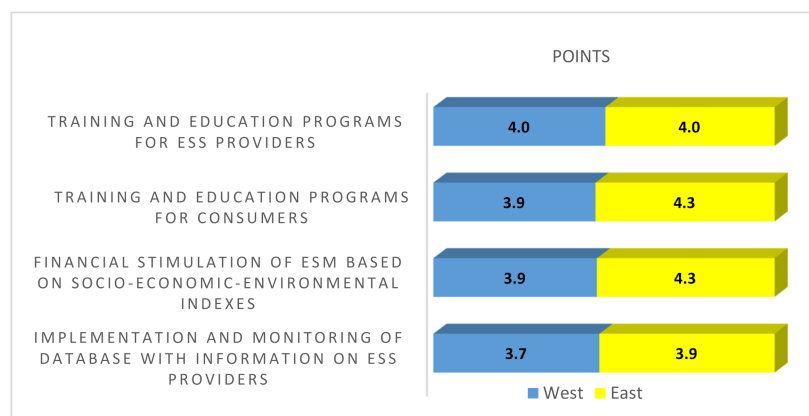 POINTS
TRAINING AND EDUCATION PROGRAMS
FOR ESS PROVIDERS
4.0 4.0
TRAINING AND EDUCATION PROGRAMS
FOR CONSUMERS
3.9 4.3
FINANCIAL STIMULATION OF ESM BASED
ON SOCIO-ECONOMIC-ENVIRONMENTAL
INDEXES
3.9 4.3
IMPLEMENTATION AND MONITORING OF
DATABASE WITH INFORMATION ON ESS
PROVIDERS
3.7 3.9
West East